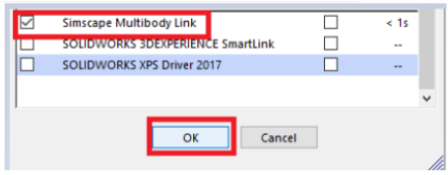 Simscape Multibody Link < 1s
SOLIDWORKS 3DEXPERIENCE SmartLink --
SOLIDWORKS XPS Driver 2017 --
OK Cancel